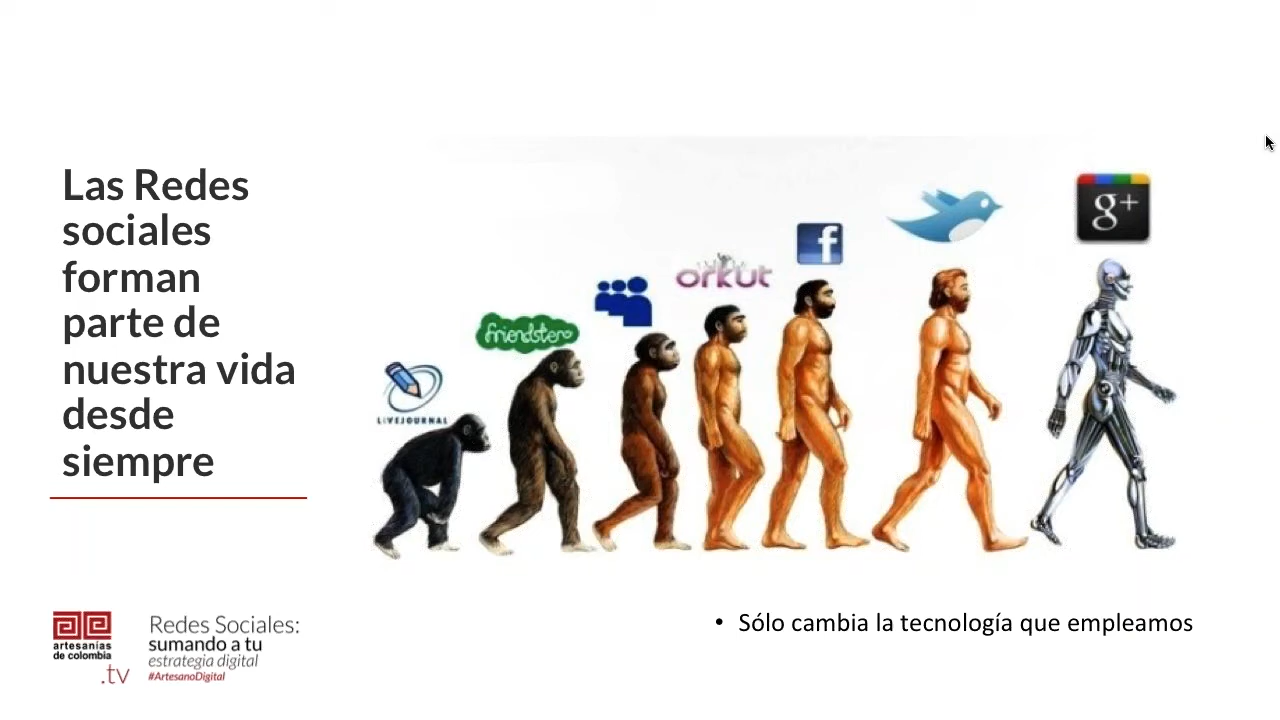 Las Redes
sociales
forman
parte de
nuestra vida
desde
siempre
LIVEJOURNAL
friendster
orkut
f
g+
artesanías
de colombia
.tv
Redes Sociales:
sumando a tu
estrategia digital
#ArtesanoDigital
• Sólo cambia la tecnología que empleamos